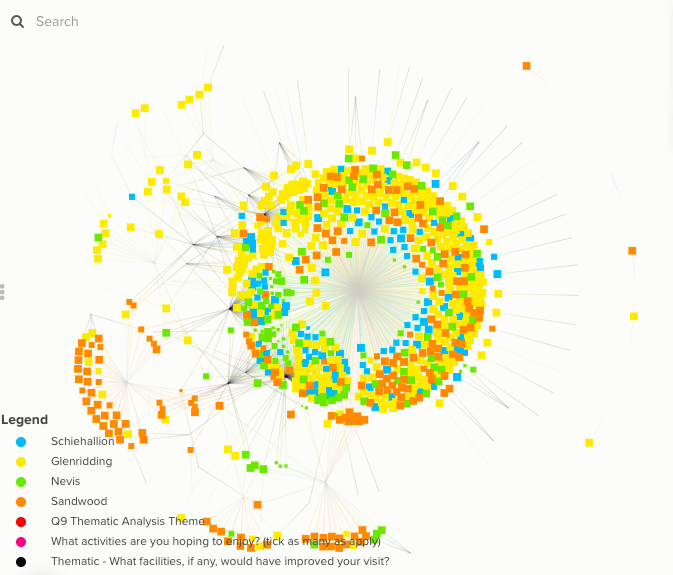 Search
Legend
Schiehallion
Glenridding
Nevis
Sandwood
Q9 Thematic Analysis Theme
What activities are you hoping to enjoy? (tick as many as apply)
Thematic - What facilities, if any, would have improved your visit?